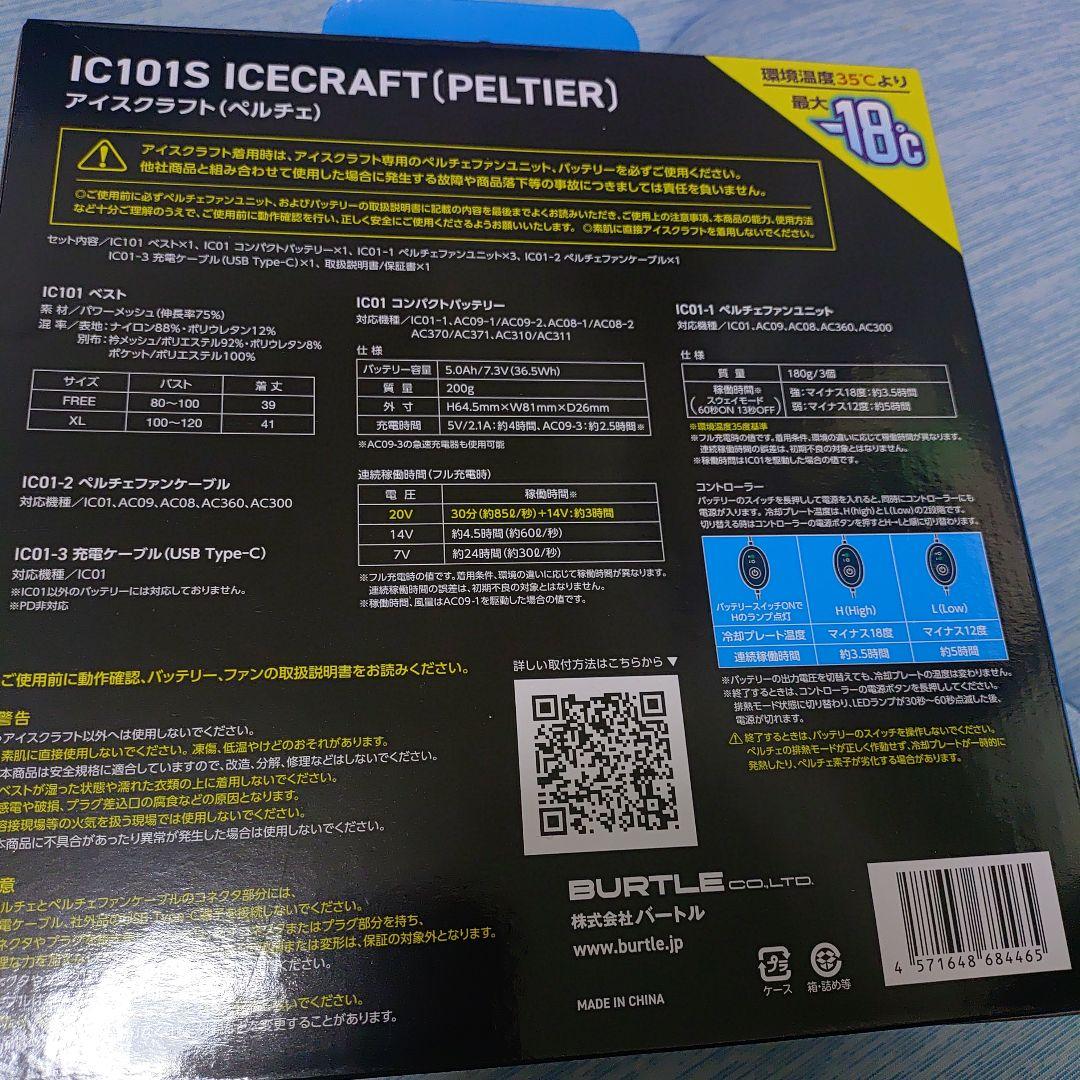 IC101S ICECRAFT(PELTIER)
アイスクラフト(ペルチェ)
環境温度35℃より
最大
-18℃
アイスクラフト着用時は、アイスクラフト専用のペルチェファンユニット、バッテリーを必ずご使用ください。
他社商品と組み合わせて使用した場合に発生する故障や商品落下等の事故につきましては責任を負いません。
◎ご使用前に必ずペルチェファンユニット、およびバッテリーの取扱説明書に記載の内容を最後までよくお読みいただき、ご使用上の注意事項、本商品の能力、使用方法
など十分ご理解のうえで、ご使用前に動作確認を行い、正しく安全にご使用くださるようお願いいたします。 ◎素肌に直接アイスクラフトを着用しないでください。
セット内容/IC101 ベスト×1、IC01 コンパクトバッテリー×1、IC01-1 ペルチェファンユニット×3、IC01-2 ペルチェファンケーブル×1
IC01-3 充電ケーブル(USB Type-C)×1、取扱説明書/保証書×1
IC101 ベスト
素 材/パワーメッシュ(伸長率75%)
混 率/表地:ナイロン88%・ポリウレタン12%
別布:衿メッシュ/ポリエステル92%・ポリウレタン8%
ポケット/ポリエステル100%
サイズ バスト 着 丈
FREE 80〜100 39
XL 100〜120 41
IC01-2 ペルチェファンケーブル
対応機種/IC01、AC09、AC08、AC360、AC300
IC01-3 充電ケーブル(USB Type-C)
対応機種/IC01
※IC01以外のバッテリーには対応しておりません。
※PD非対応
IC01 コンパクトバッテリー
対応機種/IC01-1、AC09-1/AC09-2、AC08-1/AC08-2
AC370/AC371、AC310/AC311
仕 様
バッテリー容量 5.0Ah/7.3V(36.5Wh)
質 量 200g
外 寸 H64.5mm×W81mm×D26mm
充電時間 5V/2.1A:約4時間、AC09-3:約2.5時間※
※AC09-3の急速充電器も使用可能
連続稼働時間(フル充電時)
電 圧 稼働時間※
20V 30分(約85ℓ/秒)+14V:約3時間
14V 約4.5時間(約60ℓ/秒)
7V 約24時間(約30ℓ/秒)
※フル充電時の値です。着用条件、環境の違いに応じて稼働時間が異なります。
連続稼働時間の誤差は、初期不良の対象とはなりません。
※稼働時間、風量はAC09-1を駆動した場合の値です。
IC01-1 ペルチェファンユニット
対応機種/IC01、AC09、AC08、AC360、AC300
仕 様
質 量 180g/3個
稼働時間※
(スウェイモード
60秒ON 13秒OFF)
強:マイナス18度:約3.5時間
弱:マイナス12度:約5時間
※環境温度35度基準
※フル充電時の値です。着用条件、環境の違いに応じて稼働時間が異なります。
連続稼働時間の誤差は、初期不良の対象とはなりません。
※稼働時間はIC01を駆動した場合の値です。
コントローラー
バッテリーのスイッチを長押しして電源を入れると、同時にコントローラーにも
電源が入ります。冷却プレート温度は、H(high)とL(Low)の2段階です。
切り替える時はコントローラーの電源ボタンを押すとH→Lと順に切り替わります。
バッテリースイッチONで
Hのランプ点灯
H(High)
L(Low)
冷却プレート温度 マイナス18度 マイナス12度
連続稼働時間 約3.5時間 約5時間
※バッテリーの出力電圧を切替えても、冷却プレートの温度は変わりません。
※終了するときは、コントローラーの電源ボタンを長押ししてください。
排熱モード状態に切り替わり、LEDランプが30秒〜60秒点滅した後、
電源が切れます。
終了するときは、バッテリーのスイッチを操作しないでください。
ペルチェの排熱モードが正しく作動せず、冷却プレートが一時的に
発熱したり、ペルチェ素子が劣化する場合があります。
ご使用前に動作確認、バッテリー、ファンの取扱説明書をお読みください。
詳しい取付方法はこちらから▼
警告
アイスクラフト以外へは使用しないでください。
素肌に直接使用しないでください。凍傷、低温やけどのおそれがあります。
本商品は安全規格に適合していますので、改造、分解、修理などはしないでください。
ベストが湿った状態や濡れた衣類の上に着用しないでください。
感電や破損、プラグ差込口の腐食などの原因となります。
溶接現場等の火気を扱う現場では使用しないでください。
本商品に不具合があったり異常が発生した場合は使用しないでください。
意
ルチェとペルチェファンケーブルのコネクタ部分には、
電ケーブル、社外品のUSB Type-C端子を接続しないでください。
ネクタやプラグを
タまたはプラグ部分を持ち、
または変形は、保証の対象外となります。
理な力を加え
ください。
いでください。
を変更することがあります。
BURTLE CO.,LTD.
株式会社バートル
www.burtle.jp
MADE IN CHINA
プラ
ケース
箱・詰め等
4 571648 684465